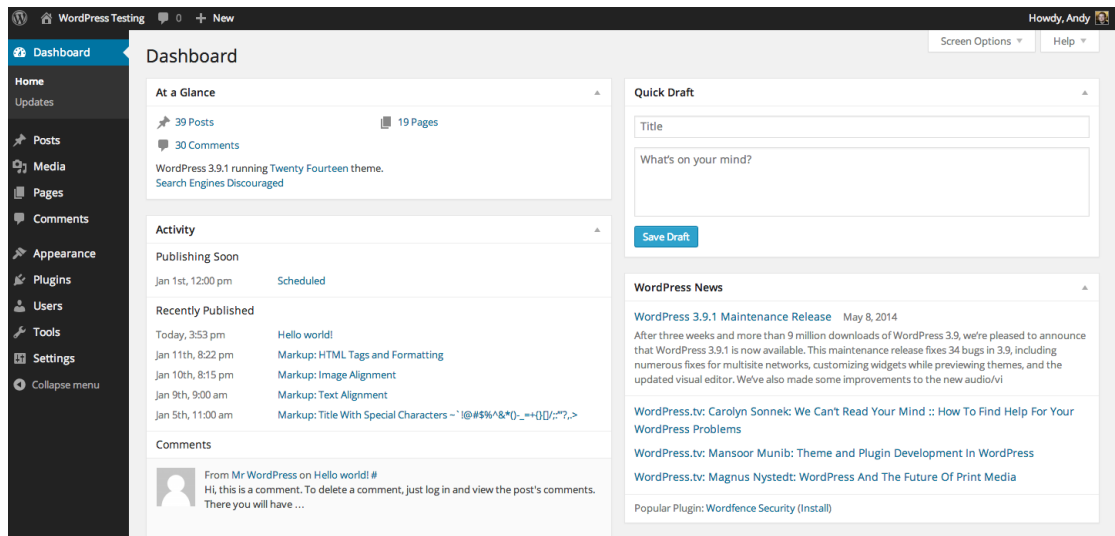 WordPress Testing 0 + New Howdy, Andy
Screen Options Help
Dashboard
Home
Updates
Posts
Media
Pages
Comments
Appearance
Plugins
Users
Tools
Settings
Collapse menu
Dashboard
At a Glance
39 Posts 19 Pages
30 Comments
WordPress 3.9.1 running Twenty Fourteen theme.
Search Engines Discouraged
Activity
Publishing Soon
Jan 1st, 12:00 pm Scheduled
Recently Published
Today, 3:53 pm Hello world!
Jan 11th, 8:22 pm Markup: HTML Tags and Formatting
Jan 10th, 8:15 pm Markup: Image Alignment
Jan 9th, 9:00 am Markup: Text Alignment
Jan 5th, 11:00 am Markup: Title With Special Characters ~`!@#$%^&*()-_=+{}[]/;:'"?,.>
Comments
From Mr WordPress on Hello world! #
Hi, this is a comment. To delete a comment, just log in and view the post's comments.
There you will have …
Quick Draft
Title
What's on your mind?
Save Draft
WordPress News
WordPress 3.9.1 Maintenance Release May 8, 2014
After three weeks and more than 9 million downloads of WordPress 3.9, we're pleased to announce
that WordPress 3.9.1 is now available. This maintenance release fixes 34 bugs in 3.9, including
numerous fixes for multisite networks, customizing widgets while previewing themes, and the
updated visual editor. We've also made some improvements to the new audio/vi
WordPress.tv: Carolyn Sonnek: We Can't Read Your Mind :: How To Find Help For Your
WordPress Problems
WordPress.tv: Mansoor Munib: Theme and Plugin Development In WordPress
WordPress.tv: Magnus Nystedt: WordPress And The Future Of Print Media
Popular Plugin: Wordfence Security (Install)